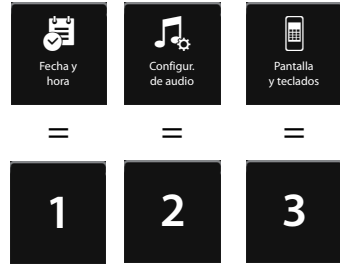 Fecha y
hora
Configur.
de audio
Pantalla
y teclados
= = =
1 2 3